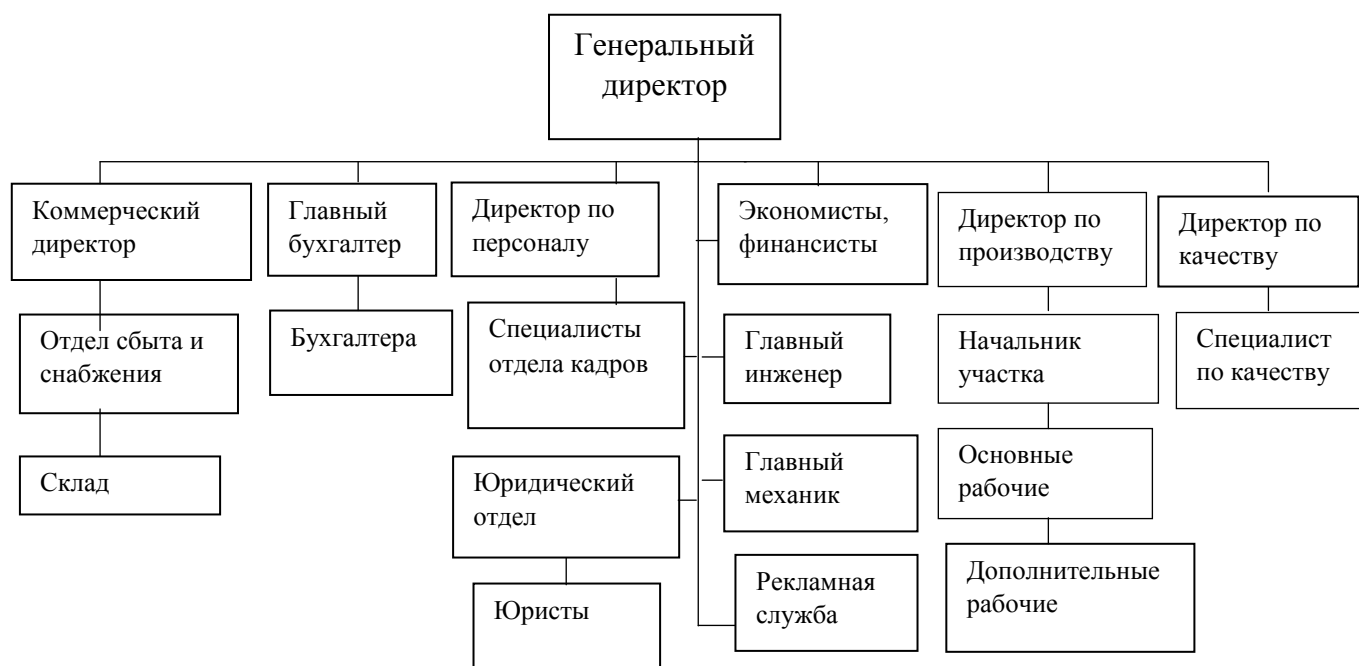 Генеральный
директор
Коммерческий
директор
Главный
бухгалтер
Директор по
персоналу
Экономисты,
финансисты
Директор по
производству
Директор по
качеству
Отдел сбыта и
снабжения
Бухгалтера
Специалисты
отдела кадров
Главный
инженер
Начальник
участка
Специалист
по качеству
Склад
Юридический
отдел
Главный
механик
Основные
рабочие
Юристы
Рекламная
служба
Дополнительные
рабочие